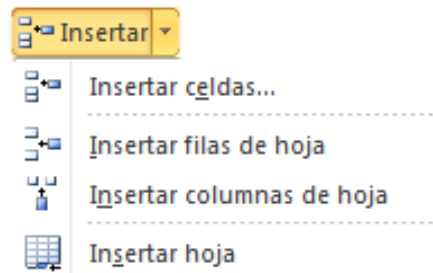 Insertar
Insertar celdas...
Insertar filas de hoja
Insertar columnas de hoja
Insertar hoja